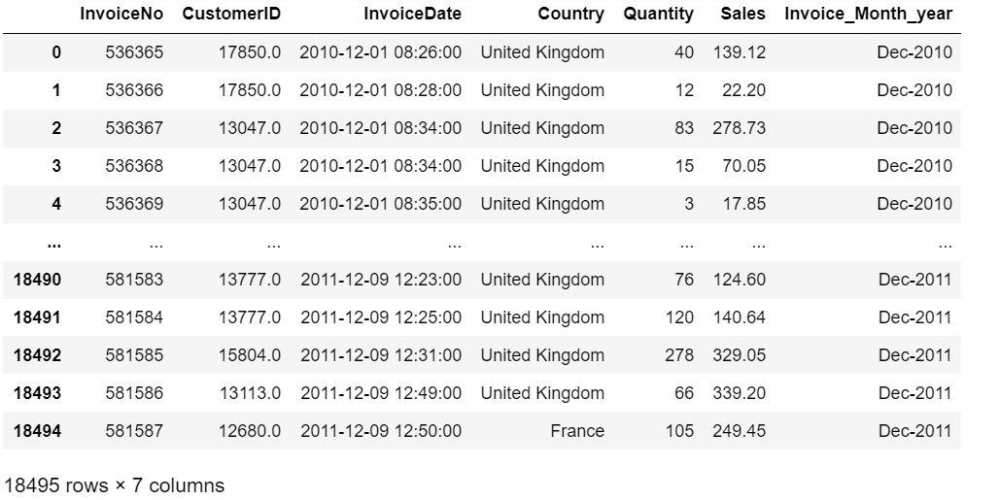 InvoiceNo CustomerID InvoiceDate Country Quantity Sales Invoice_Month_year
0 536365 17850.0 2010-12-01 08:26:00 United Kingdom 40 139.12 Dec-2010
1 536366 17850.0 2010-12-01 08:28:00 United Kingdom 12 22.20 Dec-2010
2 536367 13047.0 2010-12-01 08:34:00 United Kingdom 83 278.73 Dec-2010
3 536368 13047.0 2010-12-01 08:34:00 United Kingdom 15 70.05 Dec-2010
4 536369 13047.0 2010-12-01 08:35:00 United Kingdom 3 17.85 Dec-2010
... ... ... ... ... ... ... ...
18490 581583 13777.0 2011-12-09 12:23:00 United Kingdom 76 124.60 Dec-2011
18491 581584 13777.0 2011-12-09 12:25:00 United Kingdom 120 140.64 Dec-2011
18492 581585 15804.0 2011-12-09 12:31:00 United Kingdom 278 329.05 Dec-2011
18493 581586 13113.0 2011-12-09 12:49:00 United Kingdom 66 339.20 Dec-2011
18494 581587 12680.0 2011-12-09 12:50:00 France 105 249.45 Dec-2011
18495 rows × 7 columns